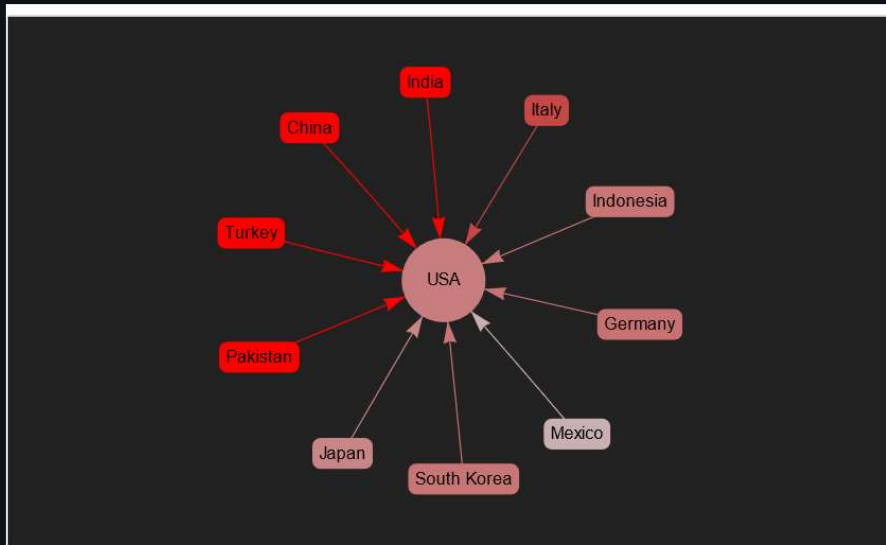 India
Italy
China
Indonesia
Turkey
USA
Germany
Pakistan
Mexico
Japan
South Korea